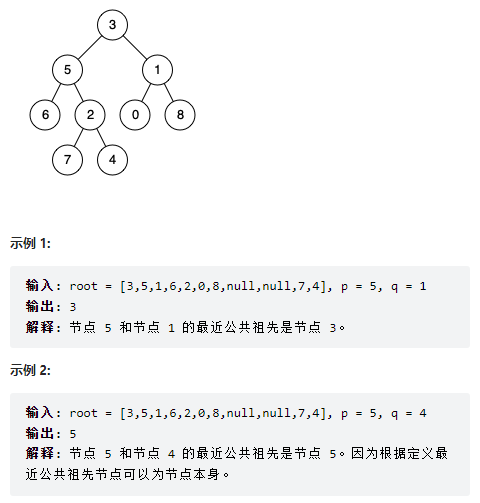 3
5 1
6 2 0 8
7 4
示例 1:
输入: root = [3,5,1,6,2,0,8,null,null,7,4], p = 5, q = 1
输出: 3
解释: 节点 5 和节点 1 的最近公共祖先是节点 3。
示例 2:
输入: root = [3,5,1,6,2,0,8,null,null,7,4], p = 5, q = 4
输出: 5
解释: 节点 5 和节点 4 的最近公共祖先是节点 5。因为根据定义最
近公共祖先节点可以为节点本身。